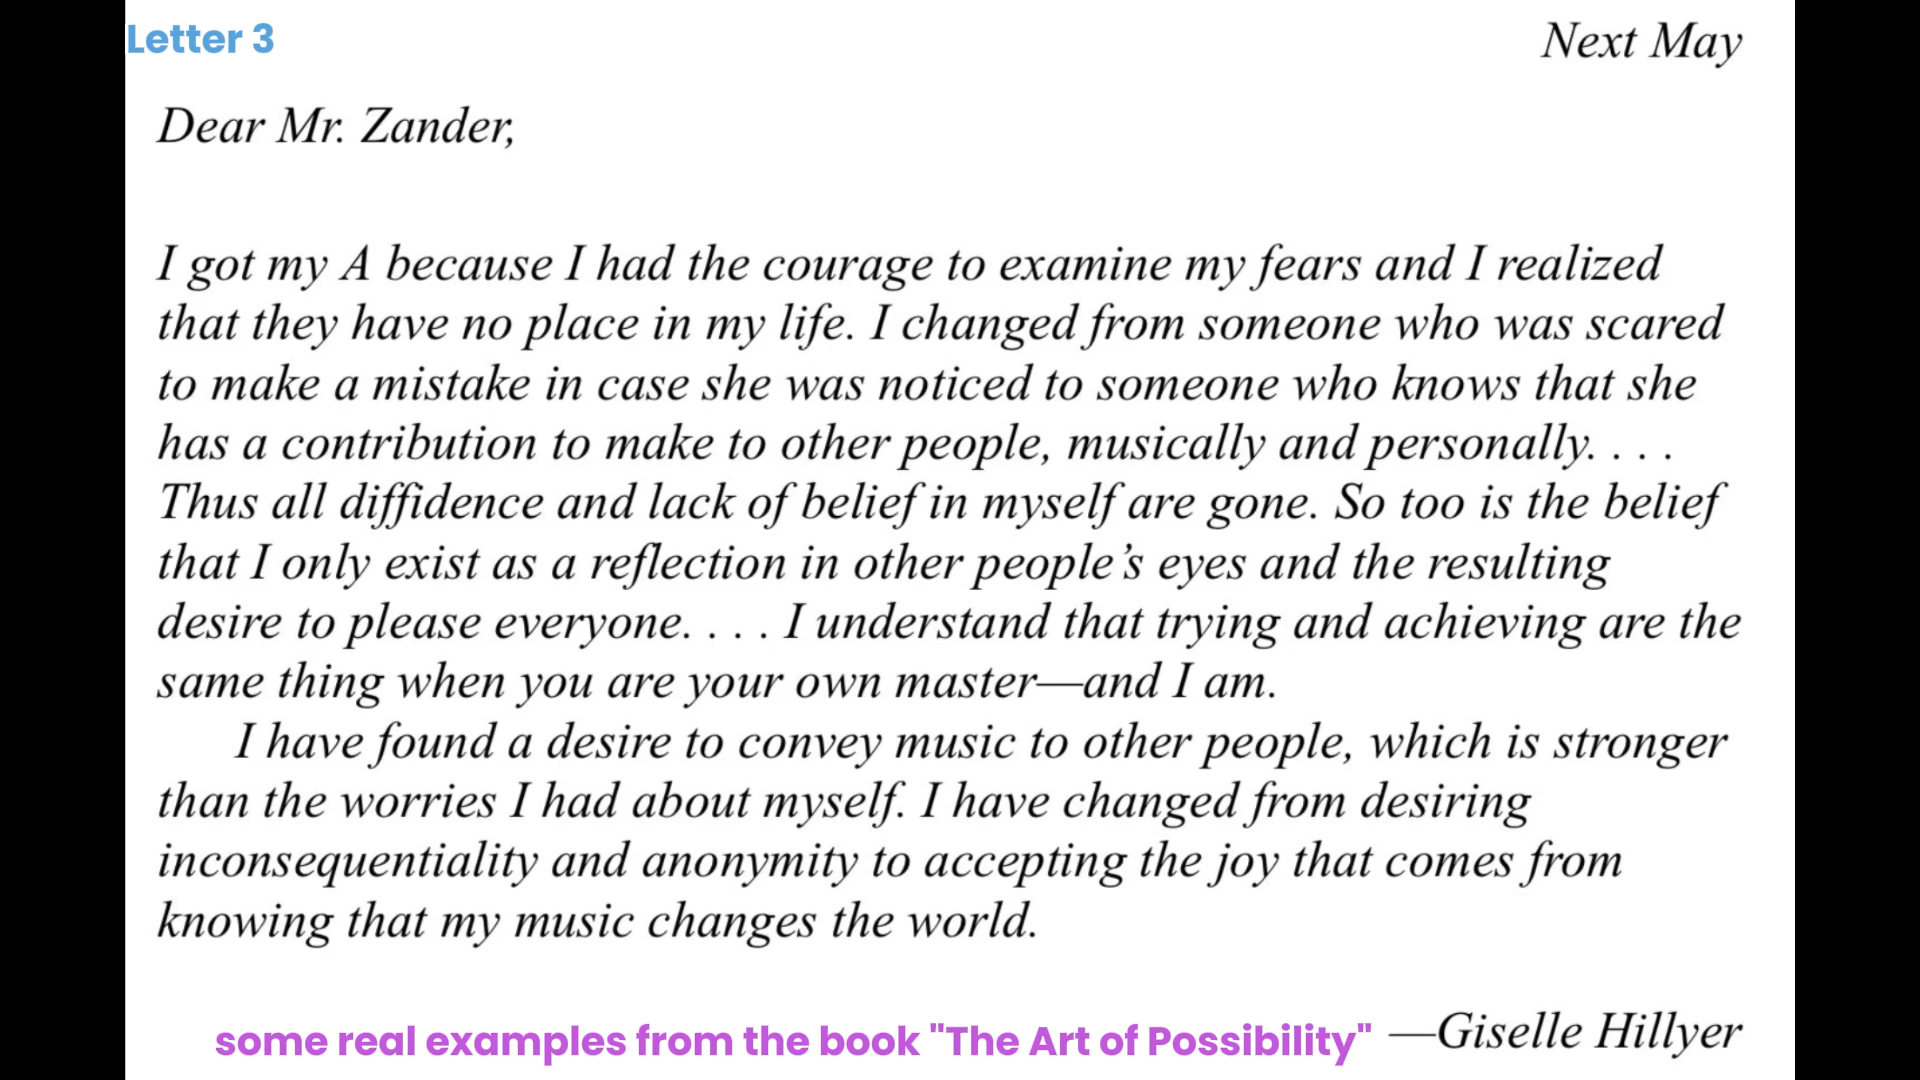 Letter 3
Next May
Dear Mr. Zander,
I got my A because I had the courage to examine my fears and I realized
that they have no place in my life. I changed from someone who was scared
to make a mistake in case she was noticed to someone who knows that she
has a contribution to make to other people, musically and personally. . . .
Thus all diffidence and lack of belief in myself are gone. So too is the belief
that I only exist as a reflection in other people’s eyes and the resulting
desire to please everyone. . . . I understand that trying and achieving are the
same thing when you are your own master—and I am.
I have found a desire to convey music to other people, which is stronger
than the worries I had about myself. I have changed from desiring
inconsequentiality and anonymity to accepting the joy that comes from
knowing that my music changes the world.
—Giselle Hillyer
some real examples from the book "The Art of Possibility"